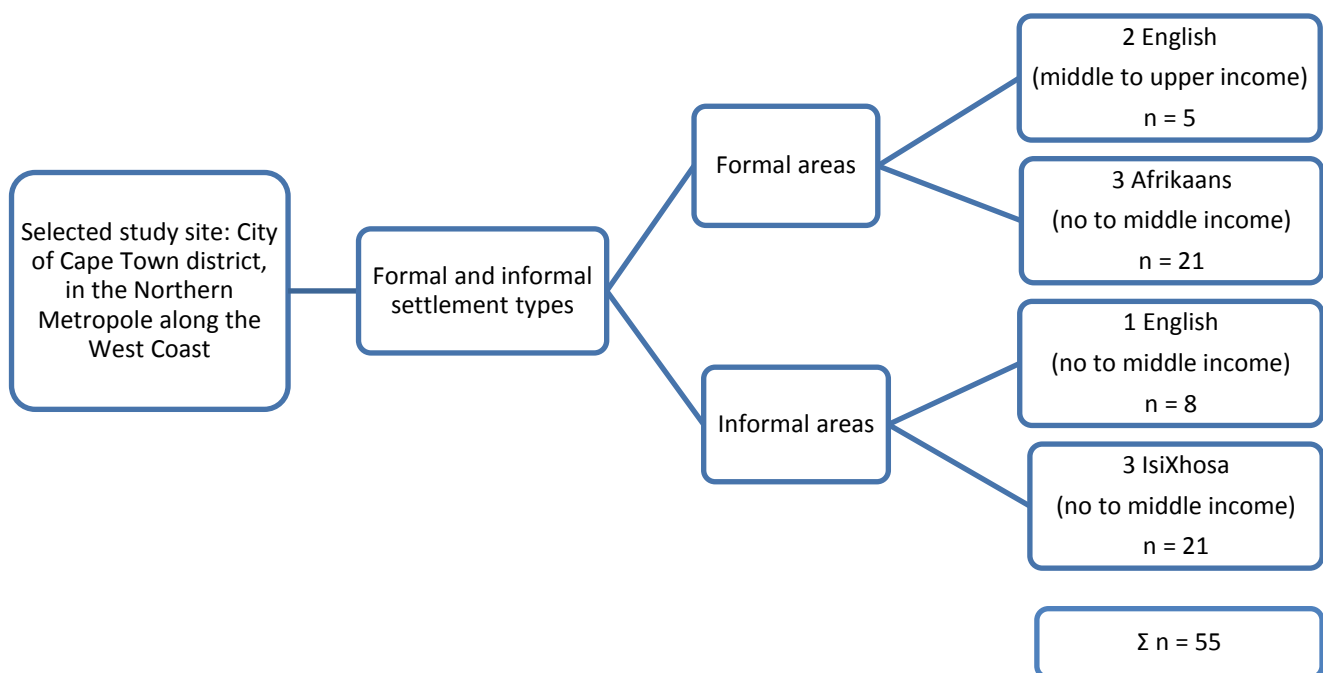 Selected study site: City
of Cape Town district,
in the Northern
Metropole along the
West Coast
Formal and informal
settlement types
Formal areas
2 English
(middle to upper income)
n = 5
3 Afrikaans
(no to middle income)
n = 21
Informal areas
1 English
(no to middle income)
n = 8
3 IsiXhosa
(no to middle income)
n = 21
Σ n = 55